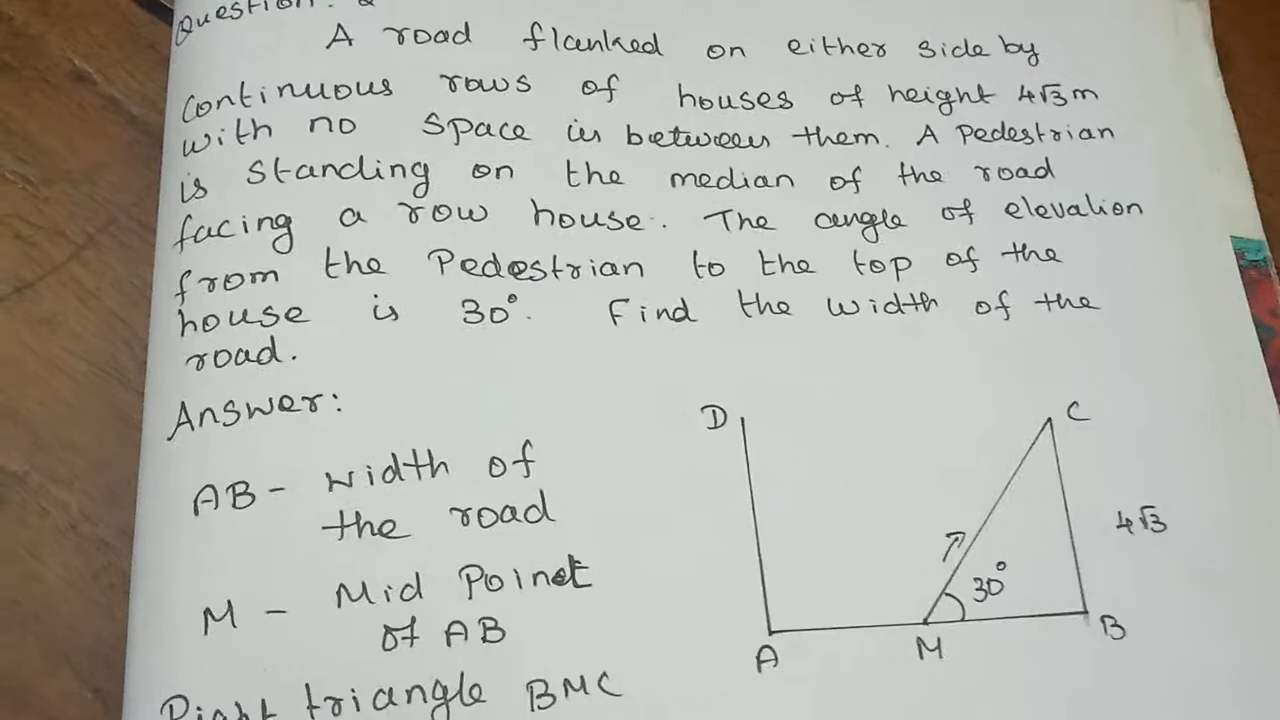 Question:
A road flanked on either side by
continuous rows of houses of height 4√3 m
with no space in between them. A Pedestrian
is standing on the median of the road
facing a row house. The angle of elevation
from the Pedestrian to the top of the
house is 30°. Find the width of the
road.
Answer:
AB - width of
the road
M - Mid Poinet
of AB
Right triangle BMC
D
C
4√3
30°
A
M
B